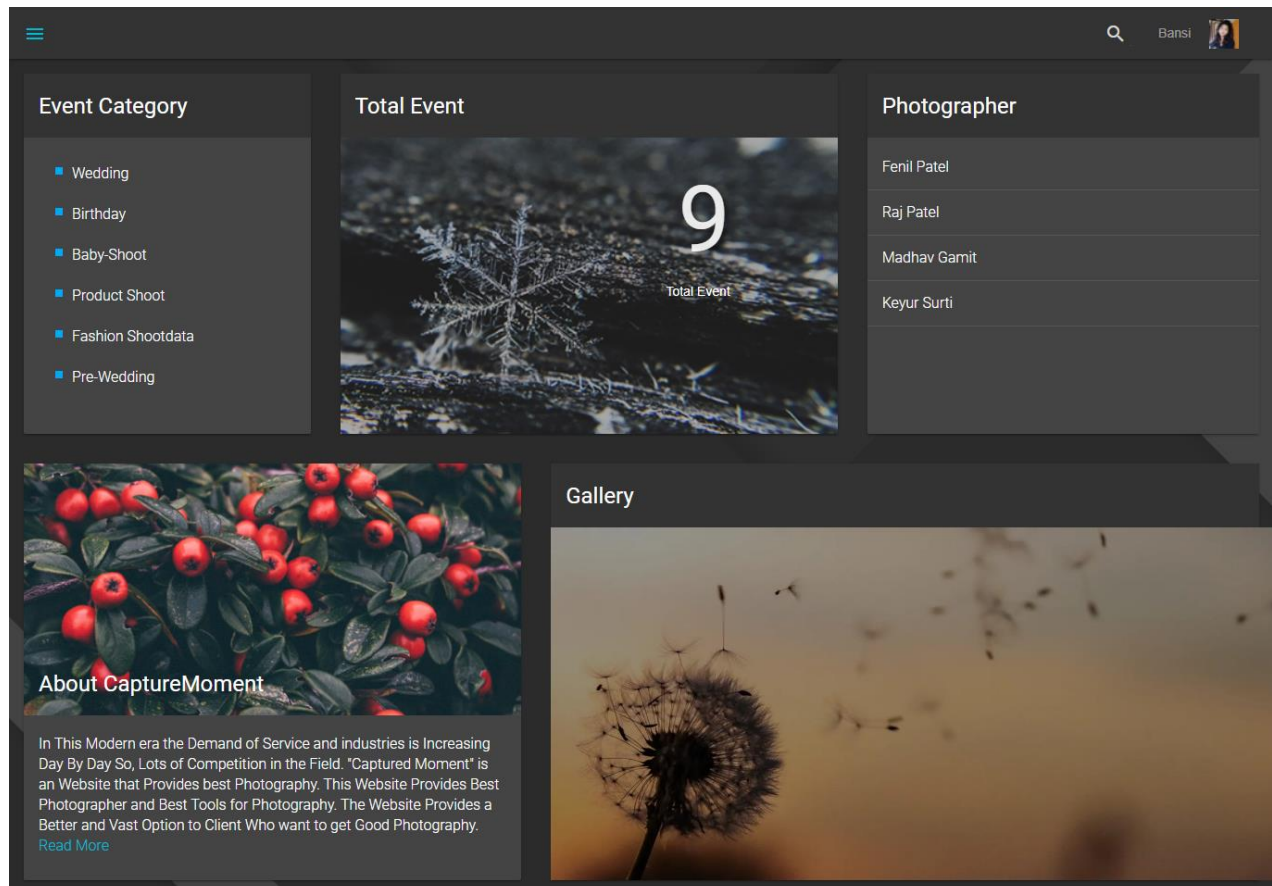 Bansi
Event Category
Wedding
Birthday
Baby-Shoot
Product Shoot
Fashion Shootdata
Pre-Wedding
Total Event
9
Total Event
Photographer
Fenil Patel
Raj Patel
Madhav Gamit
Keyur Surti
About CaptureMoment
In This Modern era the Demand of Service and industries is Increasing
Day By Day So, Lots of Competition in the Field. "Captured Moment" is
an Website that Provides best Photography. This Website Provides Best
Photographer and Best Tools for Photography. The Website Provides a
Better and Vast Option to Client Who want to get Good Photography.
Read More
Gallery